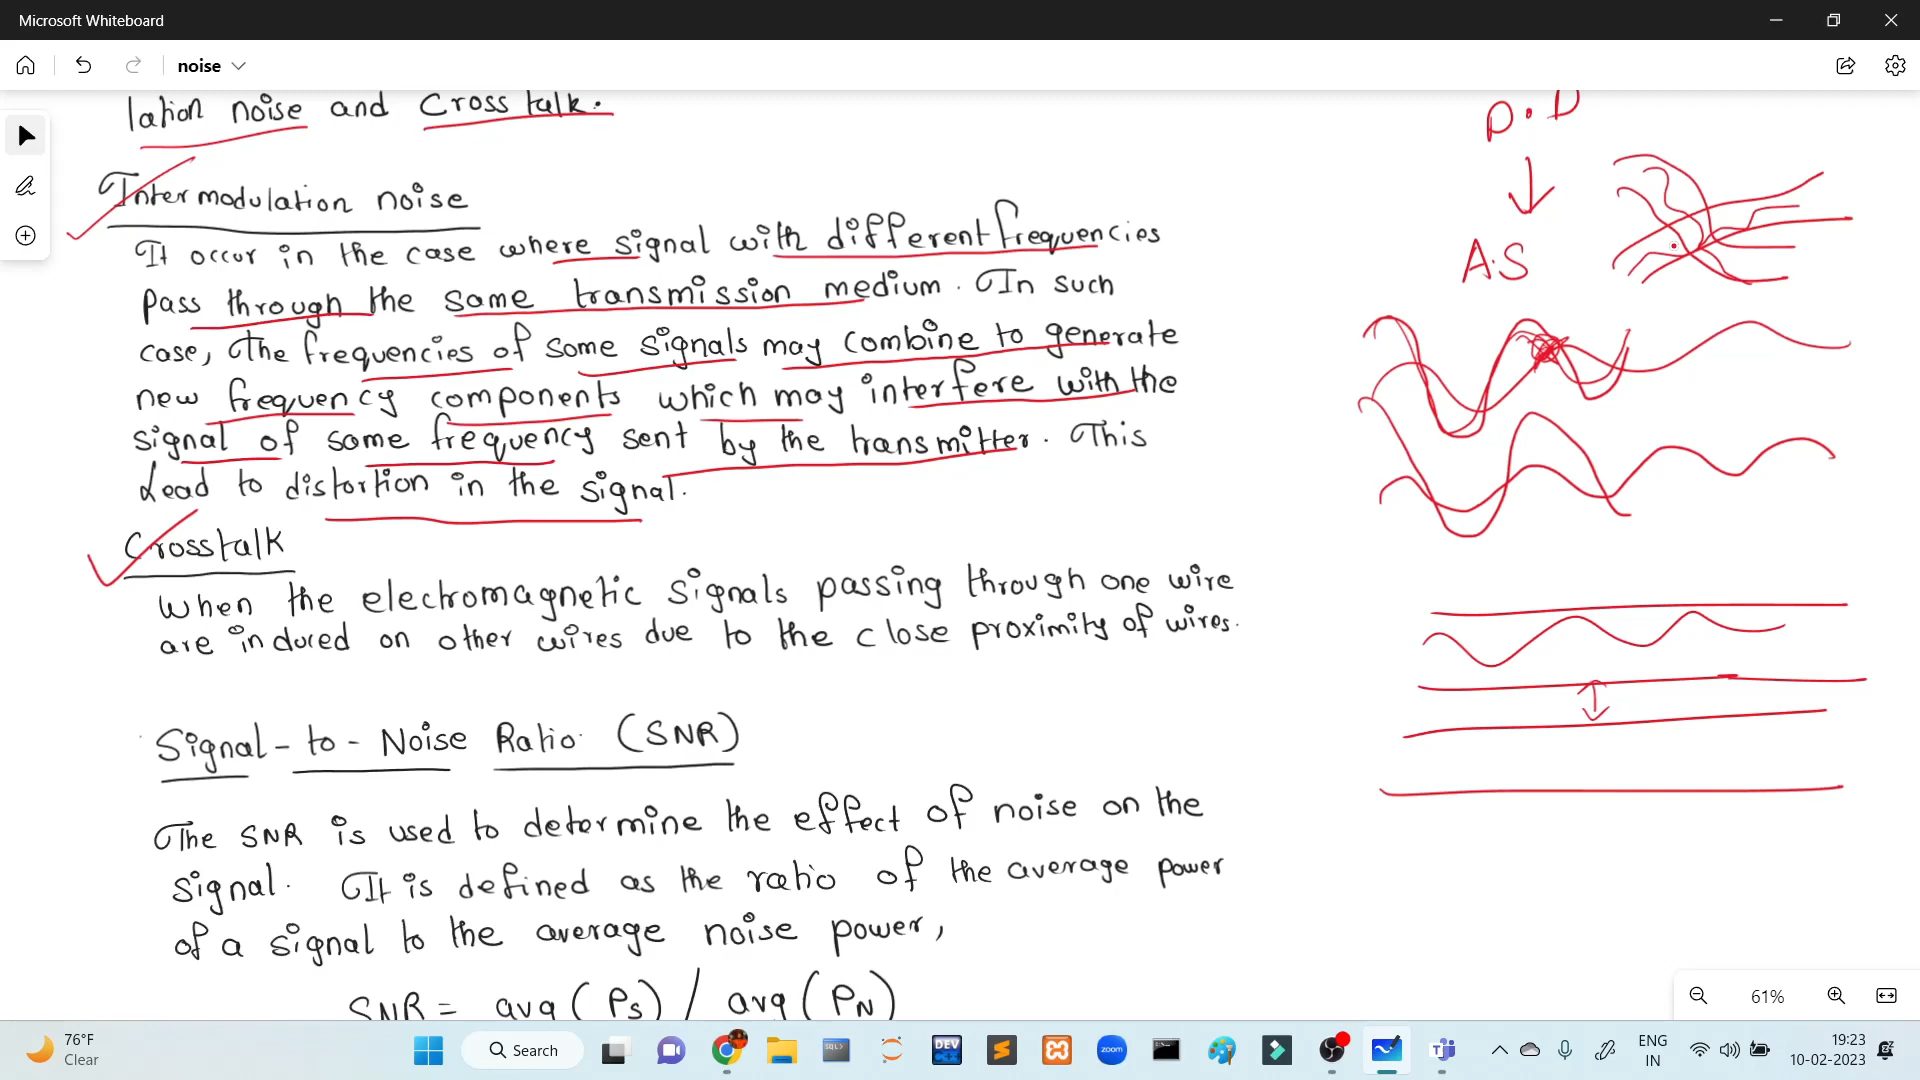 Microsoft Whiteboard
noise
lation noise and Cross talk.
Intermodulation noise
It occur in the case where signal with different frequencies
Pass through the same transmission medium. In such
case, The frequencies of some signals may combine to generate
new frequency components which may interfere with the
signal of same frequency sent by the transmitter. This
Lead to distortion in the signal.
Crosstalk
When the electromagnetic signals passing through one wire
are induced on other wires due to the close proximity of wires.
Signal-to-Noise Ratio (SNR)
The SNR is used to determine the effect of noise on the
signal. It is defined as the ratio of the average power
of a signal to the average noise power,
SNR = avg (PS) / avg (PN)
D.D
A.S
61%
76°F
Clear
Search
SQL>
DEV
zoom
ENG
IN
19:23
10-02-2023